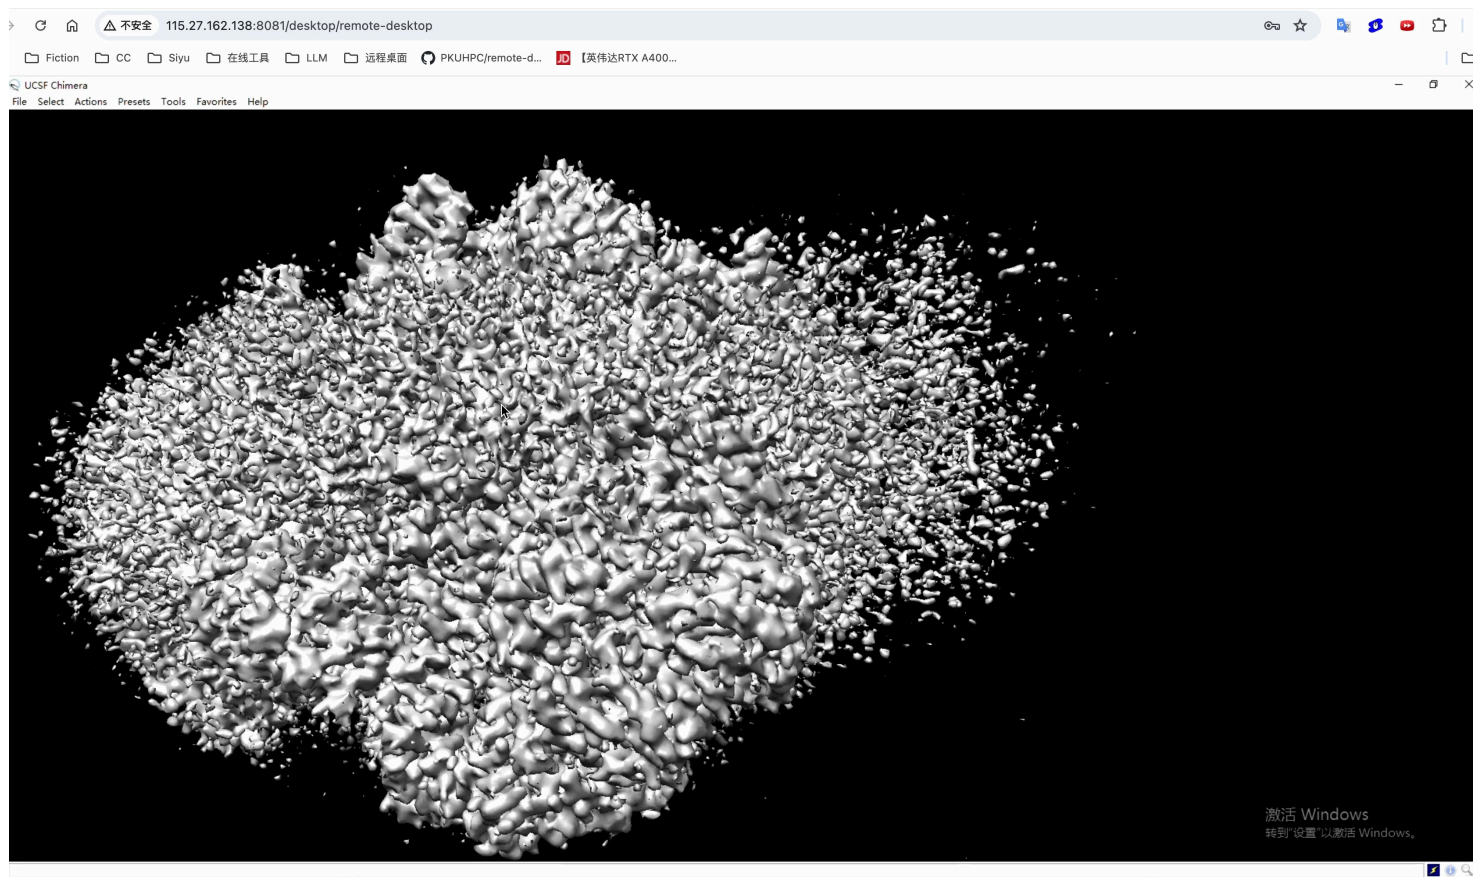 不安全 115.27.162.138:8081/desktop/remote-desktop
Fiction CC Siyu 在线工具 LLM 远程桌面 PKUHPC/remote-d... JD 【英伟达RTX A400...
UCSF Chimera
File Select Actions Presets Tools Favorites Help
激活 Windows
转到"设置"以激活 Windows。